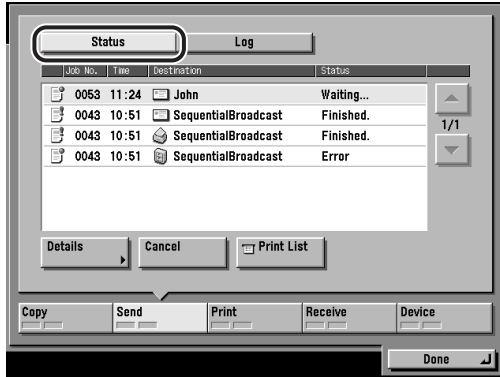 Status Log
Job No. Time Destination Status
0053 11:24 John Waiting...
0043 10:51 SequentialBroadcast Finished.
0043 10:51 SequentialBroadcast Finished.
0043 10:51 SequentialBroadcast Error
1/1
Details Cancel Print List
Copy Send Print Receive Device
Done